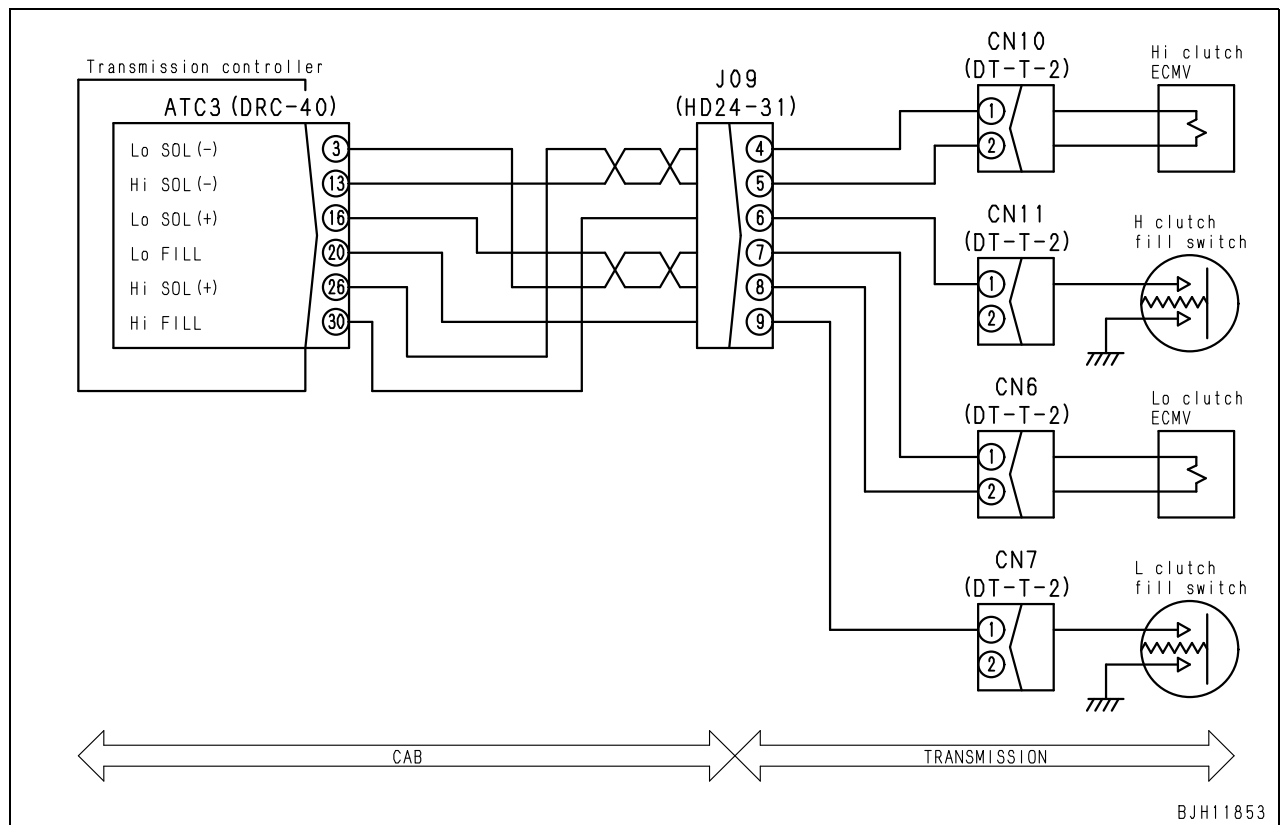 Transmission controller
ATC3 (DRC-40)
Lo SOL (-)
Hi SOL (-)
Lo SOL (+)
Lo FILL
Hi SOL (+)
Hi FILL
3
13
16
20
26
30
J09
(HD24-31)
4
5
6
7
8
9
CN10
(DT-T-2)
1
2
Hi clutch
ECMV
CN11
(DT-T-2)
1
2
H clutch
fill switch
CN6
(DT-T-2)
1
2
Lo clutch
ECMV
CN7
(DT-T-2)
1
2
L clutch
fill switch
CAB
TRANSMISSION
BJH11853